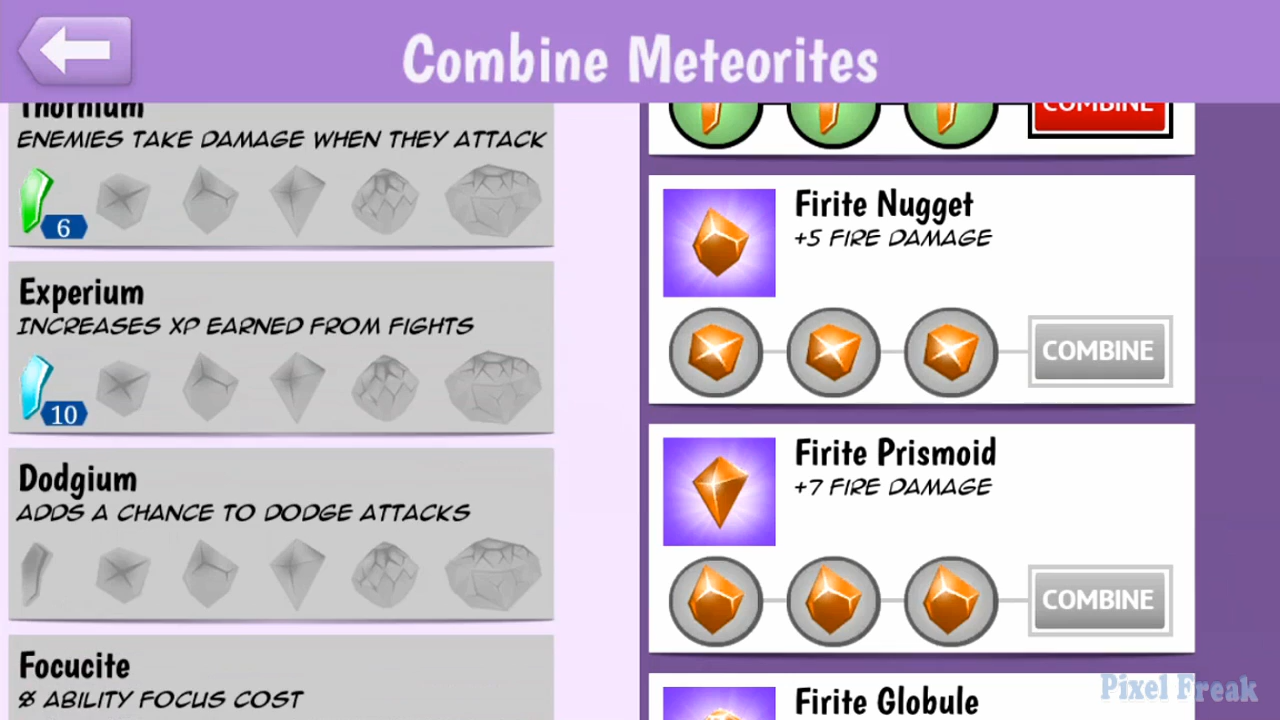 Combine Meteorites
Thornium
ENEMIES TAKE DAMAGE WHEN THEY ATTACK
6
Experium
INCREASES XP EARNED FROM FIGHTS
10
Dodgium
ADDS A CHANCE TO DODGE ATTACKS
Focucite
% ABILITY FOCUS COST
COMBINE
Firite Nugget
+5 FIRE DAMAGE
COMBINE
Firite Prismoid
+7 FIRE DAMAGE
COMBINE
Firite Globule
Pixel Freak